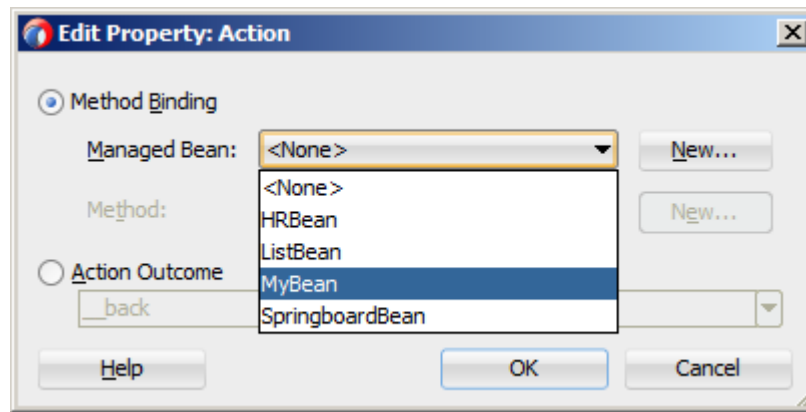 Edit Property: Action
Method Binding
Managed Bean: <None> New...
<None>
Method: HRBean New...
ListBean
Action Outcome
MyBean
__back
SpringboardBean
Help OK Cancel